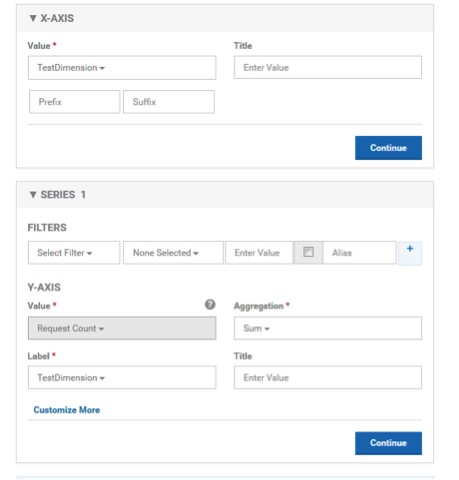 ▼ X-AXIS
Value * Title
TestDimension Enter Value
Prefix Suffix
Continue
▼ SERIES 1
FILTERS
Select Filter None Selected Enter Value Alias +
Y-AXIS
Value * ? Aggregation *
Request Count Sum
Label * Title
TestDimension Enter Value
Customize More
Continue